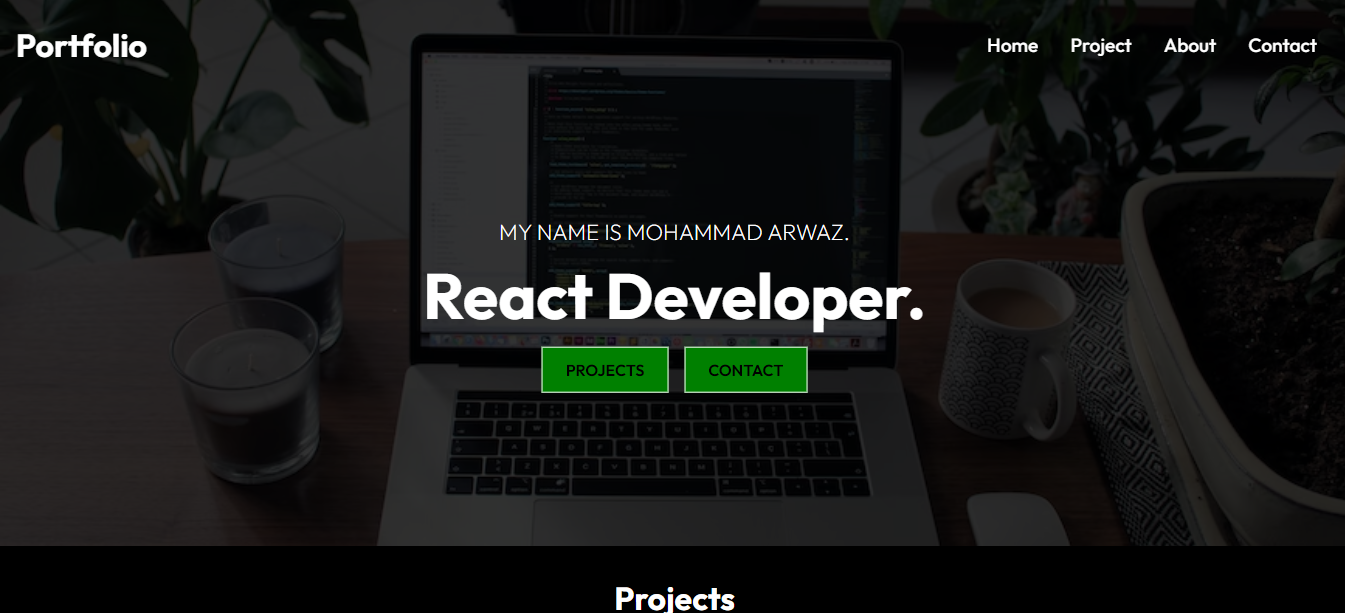 Portfolio
Home Project About Contact
MY NAME IS MOHAMMAD ARWAZ.
React Developer.
PROJECTS CONTACT
Projects